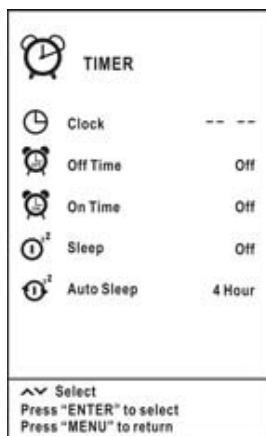 TIMER
Clock -- --
Off Time Off
On Time Off
Sleep Off
Auto Sleep 4 Hour
Select
Press “ENTER” to select
Press “MENU” to return